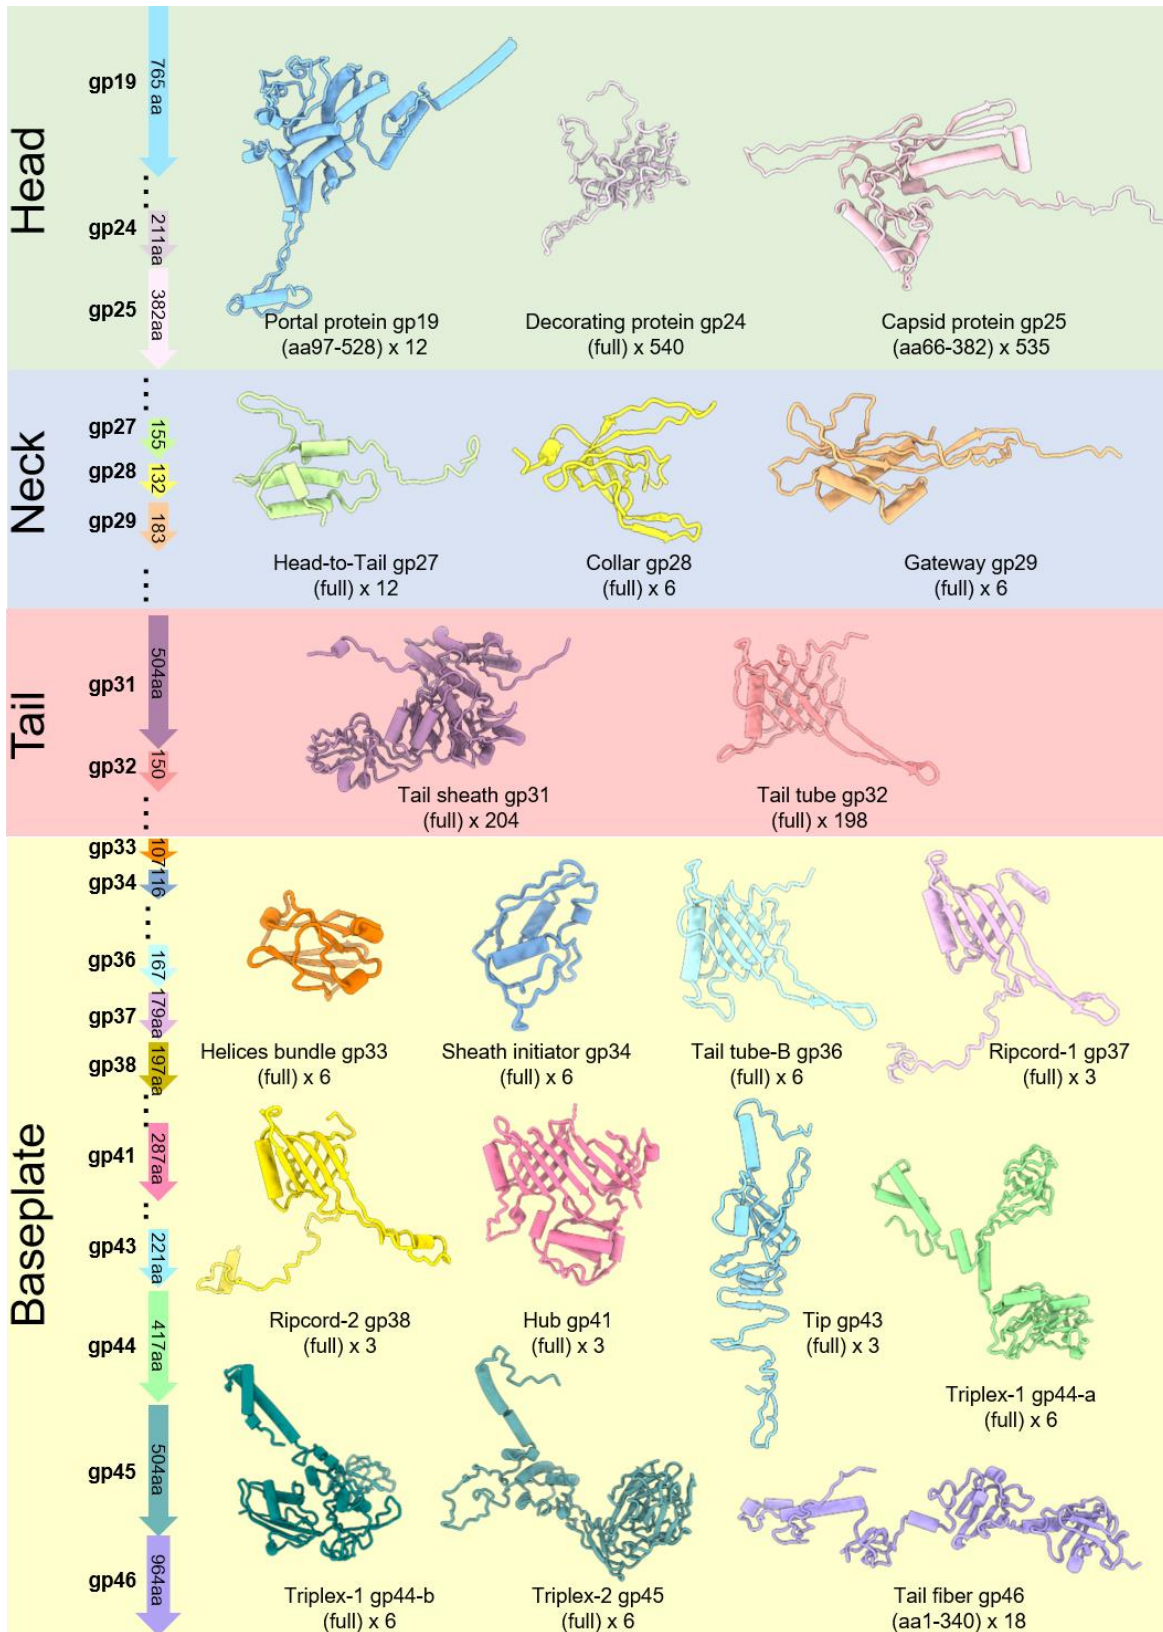 Head
gp19
765 aa
gp24
211aa
gp25
382aa
Portal protein gp19
(aa97-528) x 12
Decorating protein gp24
(full) x 540
Capsid protein gp25
(aa66-382) x 535
Neck
gp27
155
gp28
132
gp29
183
Head-to-Tail gp27
(full) x 12
Collar gp28
(full) x 6
Gateway gp29
(full) x 6
Tail
gp31
504aa
gp32
150
Tail sheath gp31
(full) x 204
Tail tube gp32
(full) x 198
Baseplate
gp33
107
gp34
116
gp36
167
gp37
179aa
gp38
197aa
Helices bundle gp33
(full) x 6
Sheath initiator gp34
(full) x 6
Tail tube-B gp36
(full) x 6
Ripcord-1 gp37
(full) x 3
gp41
287aa
gp43
221aa
gp44
417aa
Ripcord-2 gp38
(full) x 3
Hub gp41
(full) x 3
Tip gp43
(full) x 3
Triplex-1 gp44-a
(full) x 6
gp45
504aa
gp46
964aa
Triplex-1 gp44-b
(full) x 6
Triplex-2 gp45
(full) x 6
Tail fiber gp46
(aa1-340) x 18